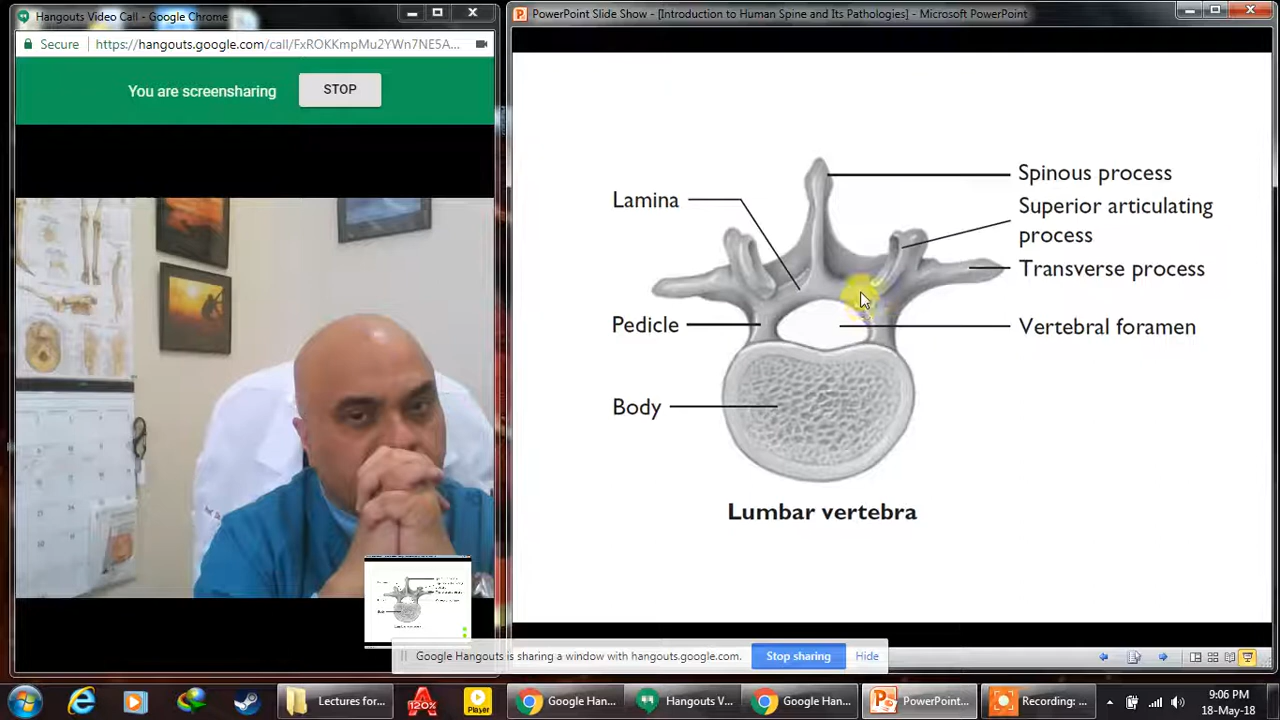 Hangouts Video Call - Google Chrome
Secure
https://hangouts.google.com/call/FxROKKmpMu2YWn7NE5A...
You are screensharing
STOP
PowerPoint Slide Show - [Introduction to Human Spine and Its Pathologies] - Microsoft PowerPoint
Spinous process
Lamina
Superior articulating
process
Transverse process
Pedicle
Vertebral foramen
Body
Lumbar vertebra
Google Hangouts is sharing a window with hangouts.google.com.
Stop sharing
Hide
Lectures for...
120%
Player
Google Han...
Hangouts V...
Google Han...
PowerPoint...
Recording: ...
9:06 PM
18-May-18